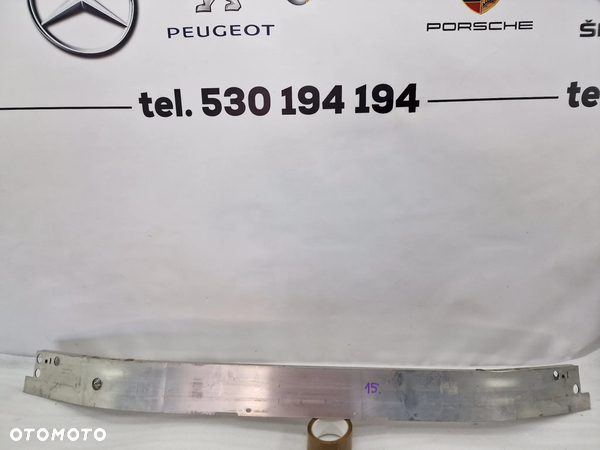 PEUGEOT
PORSCHE
tel. 530 194 194
te
15.
OTOMOTO